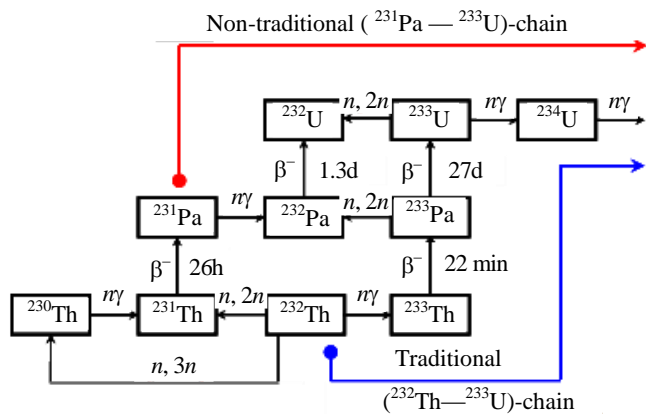 Non-traditional ( ²³¹Pa — ²³³U)-chain
²³²U n, 2n ²³³U nγ ²³⁴U nγ
β⁻ 1.3d β⁻ 27d
²³¹Pa nγ ²³²Pa n, 2n ²³³Pa
β⁻ 26h β⁻ 22 min
²³⁰Th nγ ²³¹Th n, 2n ²³²Th nγ ²³³Th
n, 3n Traditional
(²³²Th—²³³U)-chain